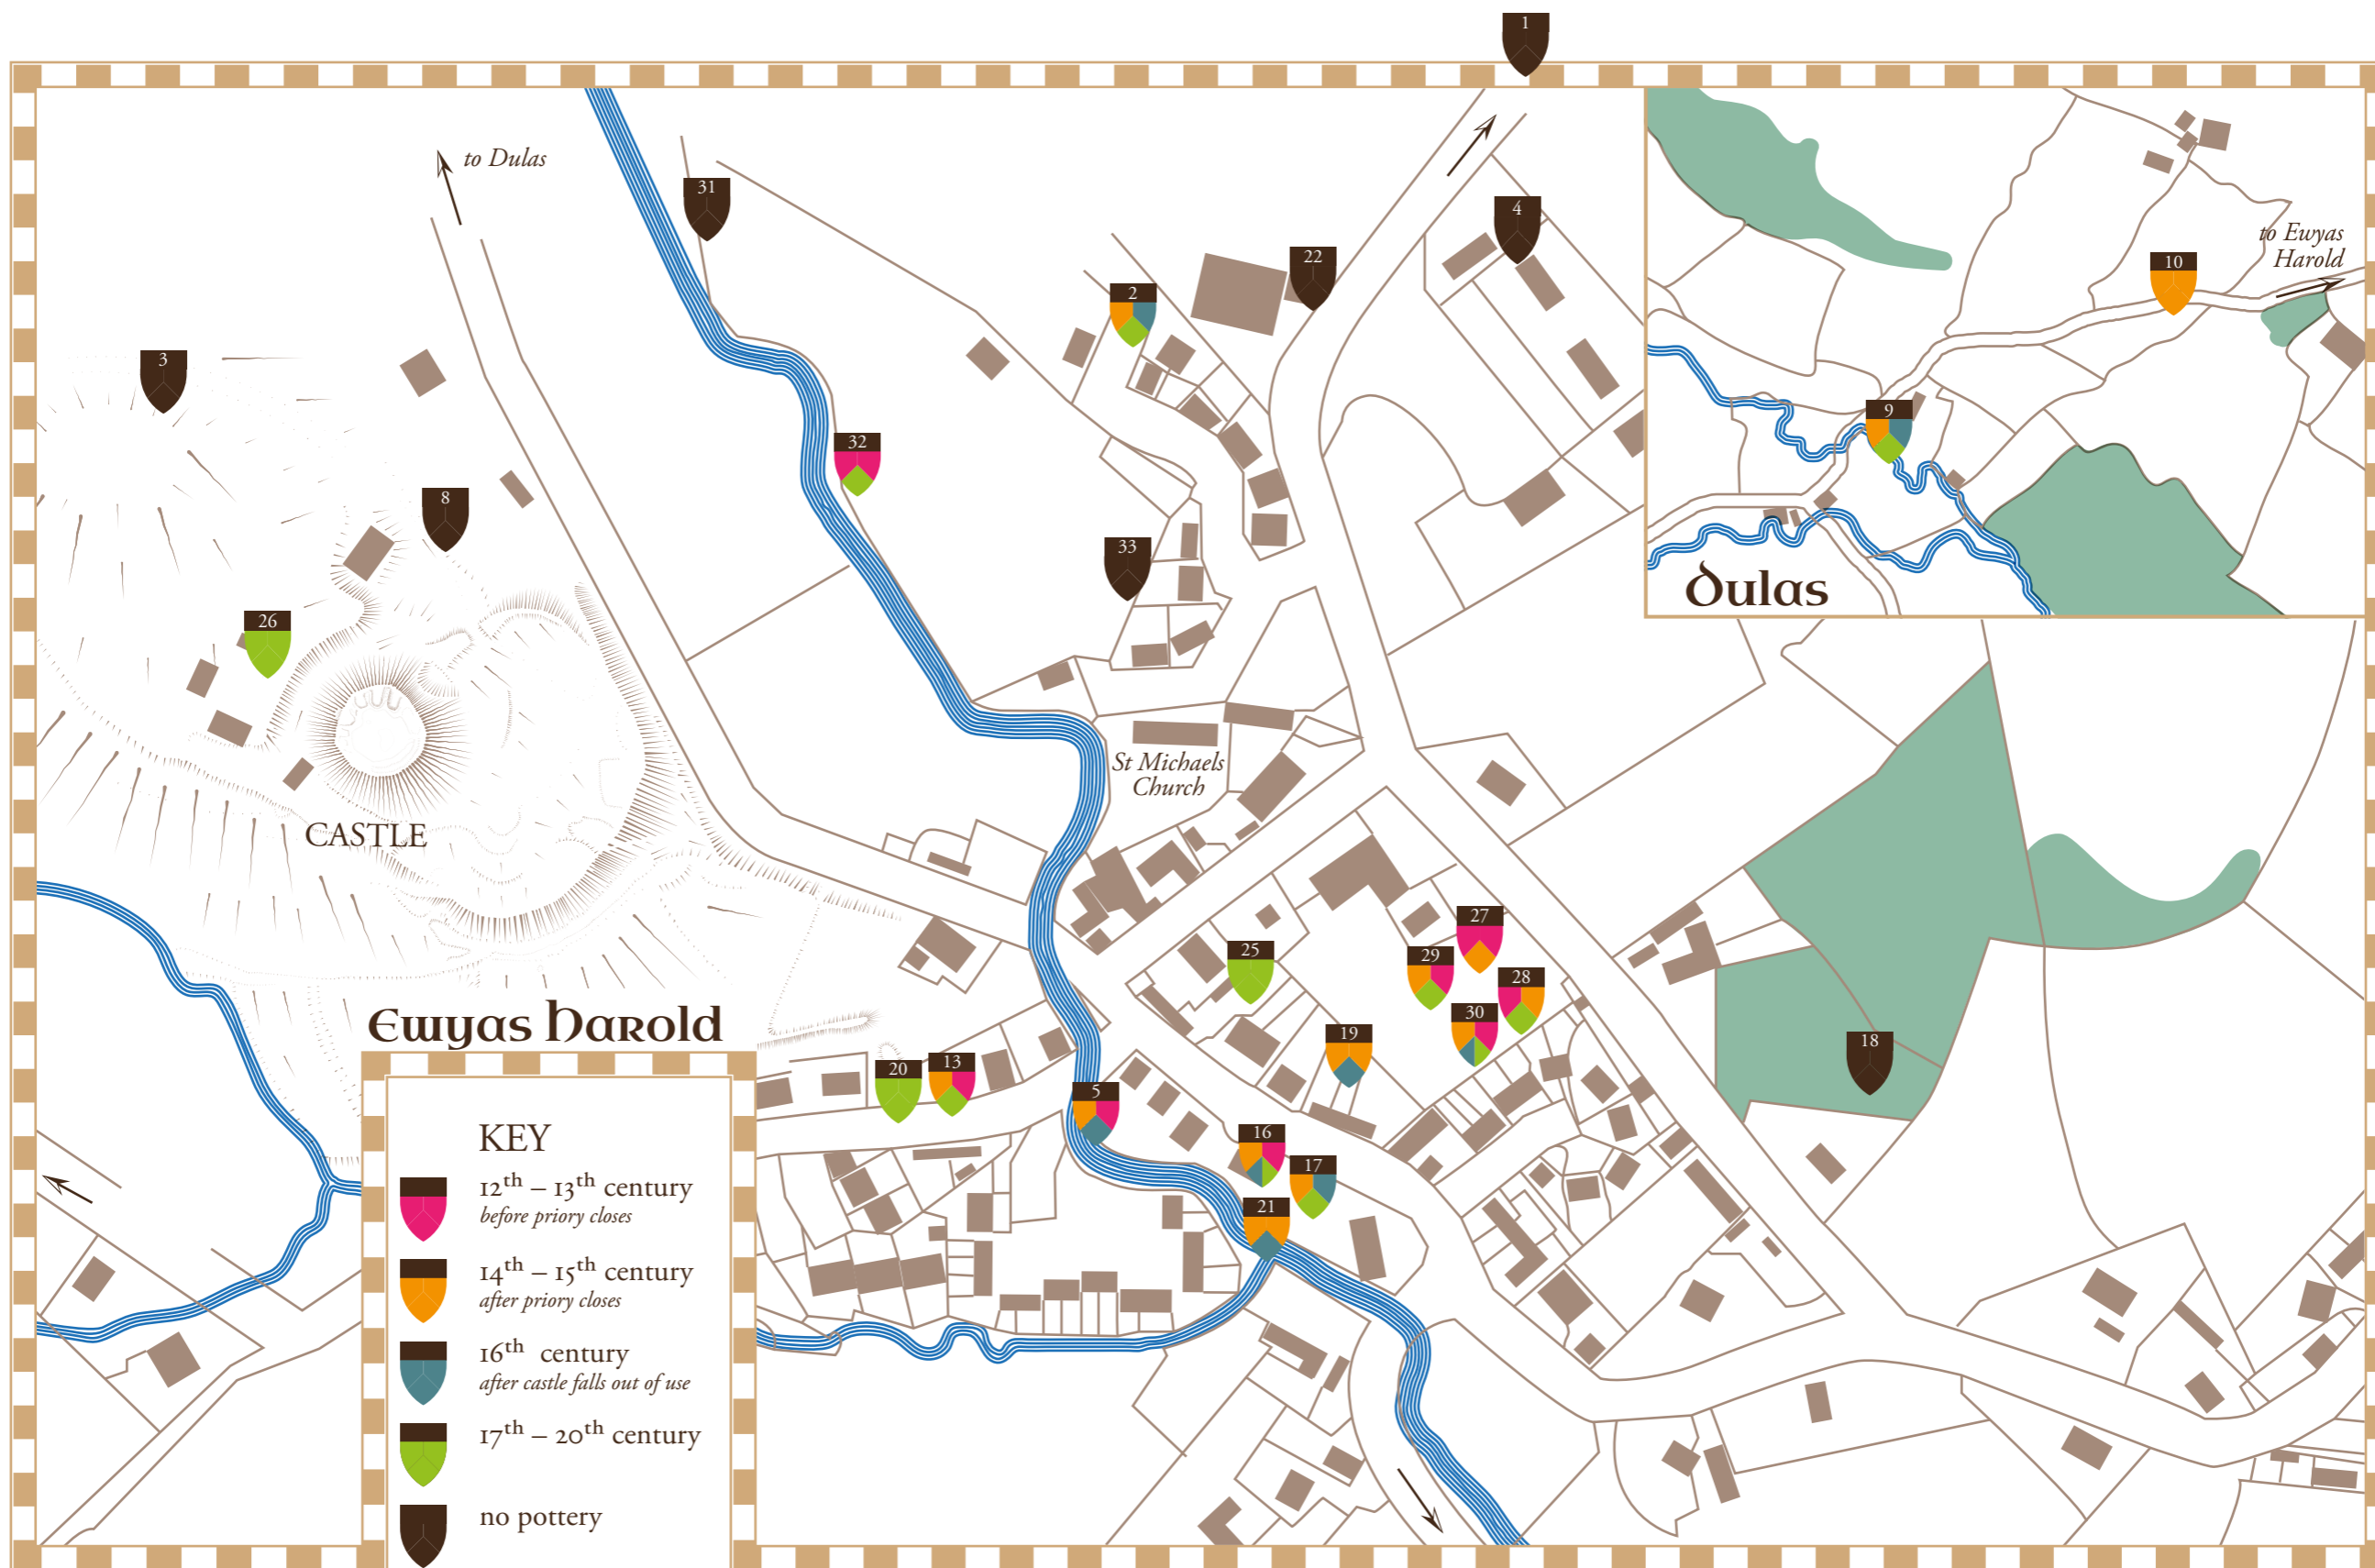 1
to Dulas
31
4
22
2
10
to Ewyas
Harold
3
9
32
8
33
Dulas
26
St Michaels
Church
CASTLE
27
25
29
28
30
Ewyas Harold
19
18
20
13
5
16
17
21
KEY
12th – 13th century
before priory closes
14th – 15th century
after priory closes
16th century
after castle falls out of use
17th – 20th century
no pottery